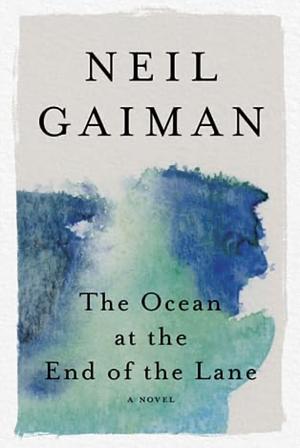 NEIL
GAIMAN
The Ocean
at the
End of the Lane
A NOVEL